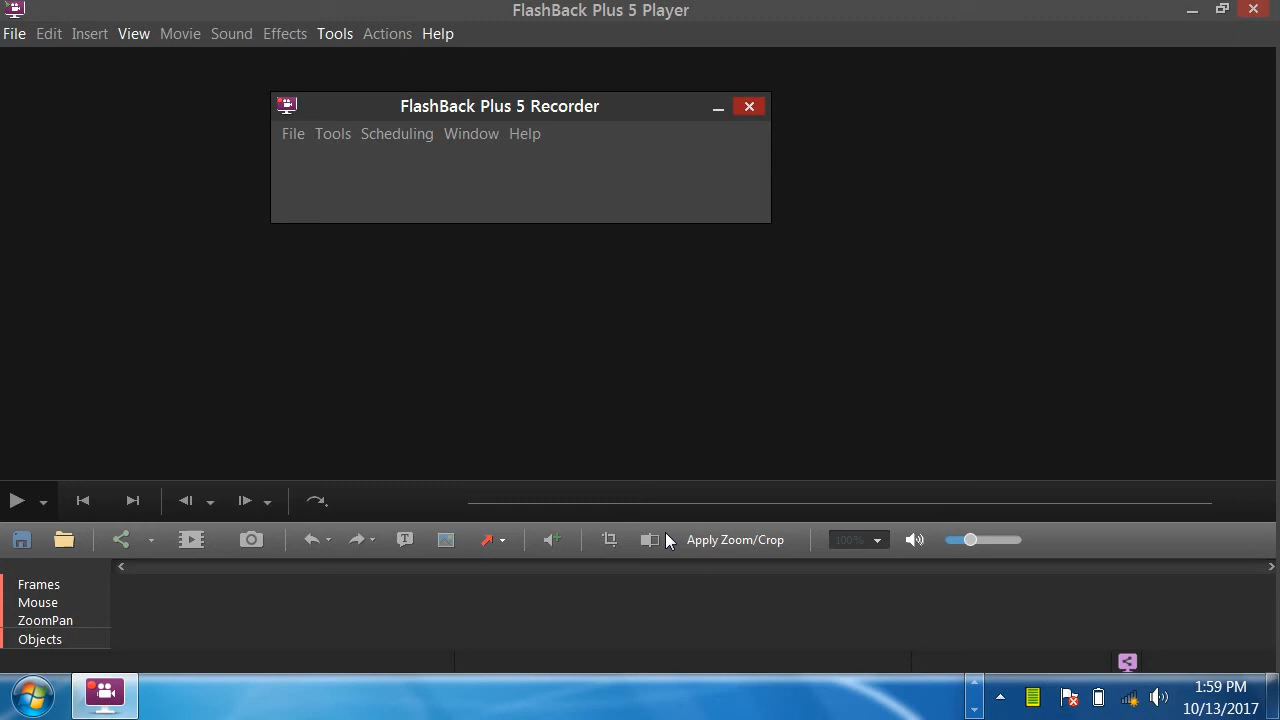 FlashBack Plus 5 Player
File Edit Insert View Movie Sound Effects Tools Actions Help
FlashBack Plus 5 Recorder
File Tools Scheduling Window Help
Apply Zoom/Crop 100%
Frames
Mouse
ZoomPan
Objects
1:59 PM
10/13/2017